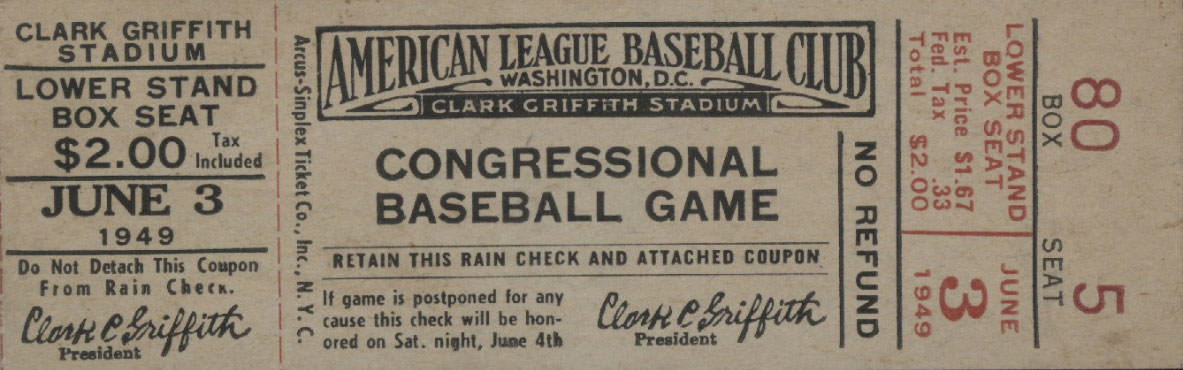 CLARK GRIFFITH
STADIUM
LOWER STAND
BOX SEAT
$2.00 Tax Included
JUNE 3
1949
Do Not Detach This Coupon
From Rain Check.
Clark C Griffith
President
Arcus-Simplex Ticket Co., Inc., N. Y. C.
AMERICAN LEAGUE BASEBALL CLUB
WASHINGTON, D.C.
CLARK GRIFFITH STADIUM
CONGRESSIONAL
BASEBALL GAME
RETAIN THIS RAIN CHECK AND ATTACHED COUPON
If game is postponed for any
cause this check will be hon-
ored on Sat. night, June 4th
Clark C Griffith
President
NO REFUND
LOWER STAND
BOX SEAT
Est. Price $1.67
Fed. Tax .33
Total $2.00
JUNE
3
1949
80
BOX
5
SEAT